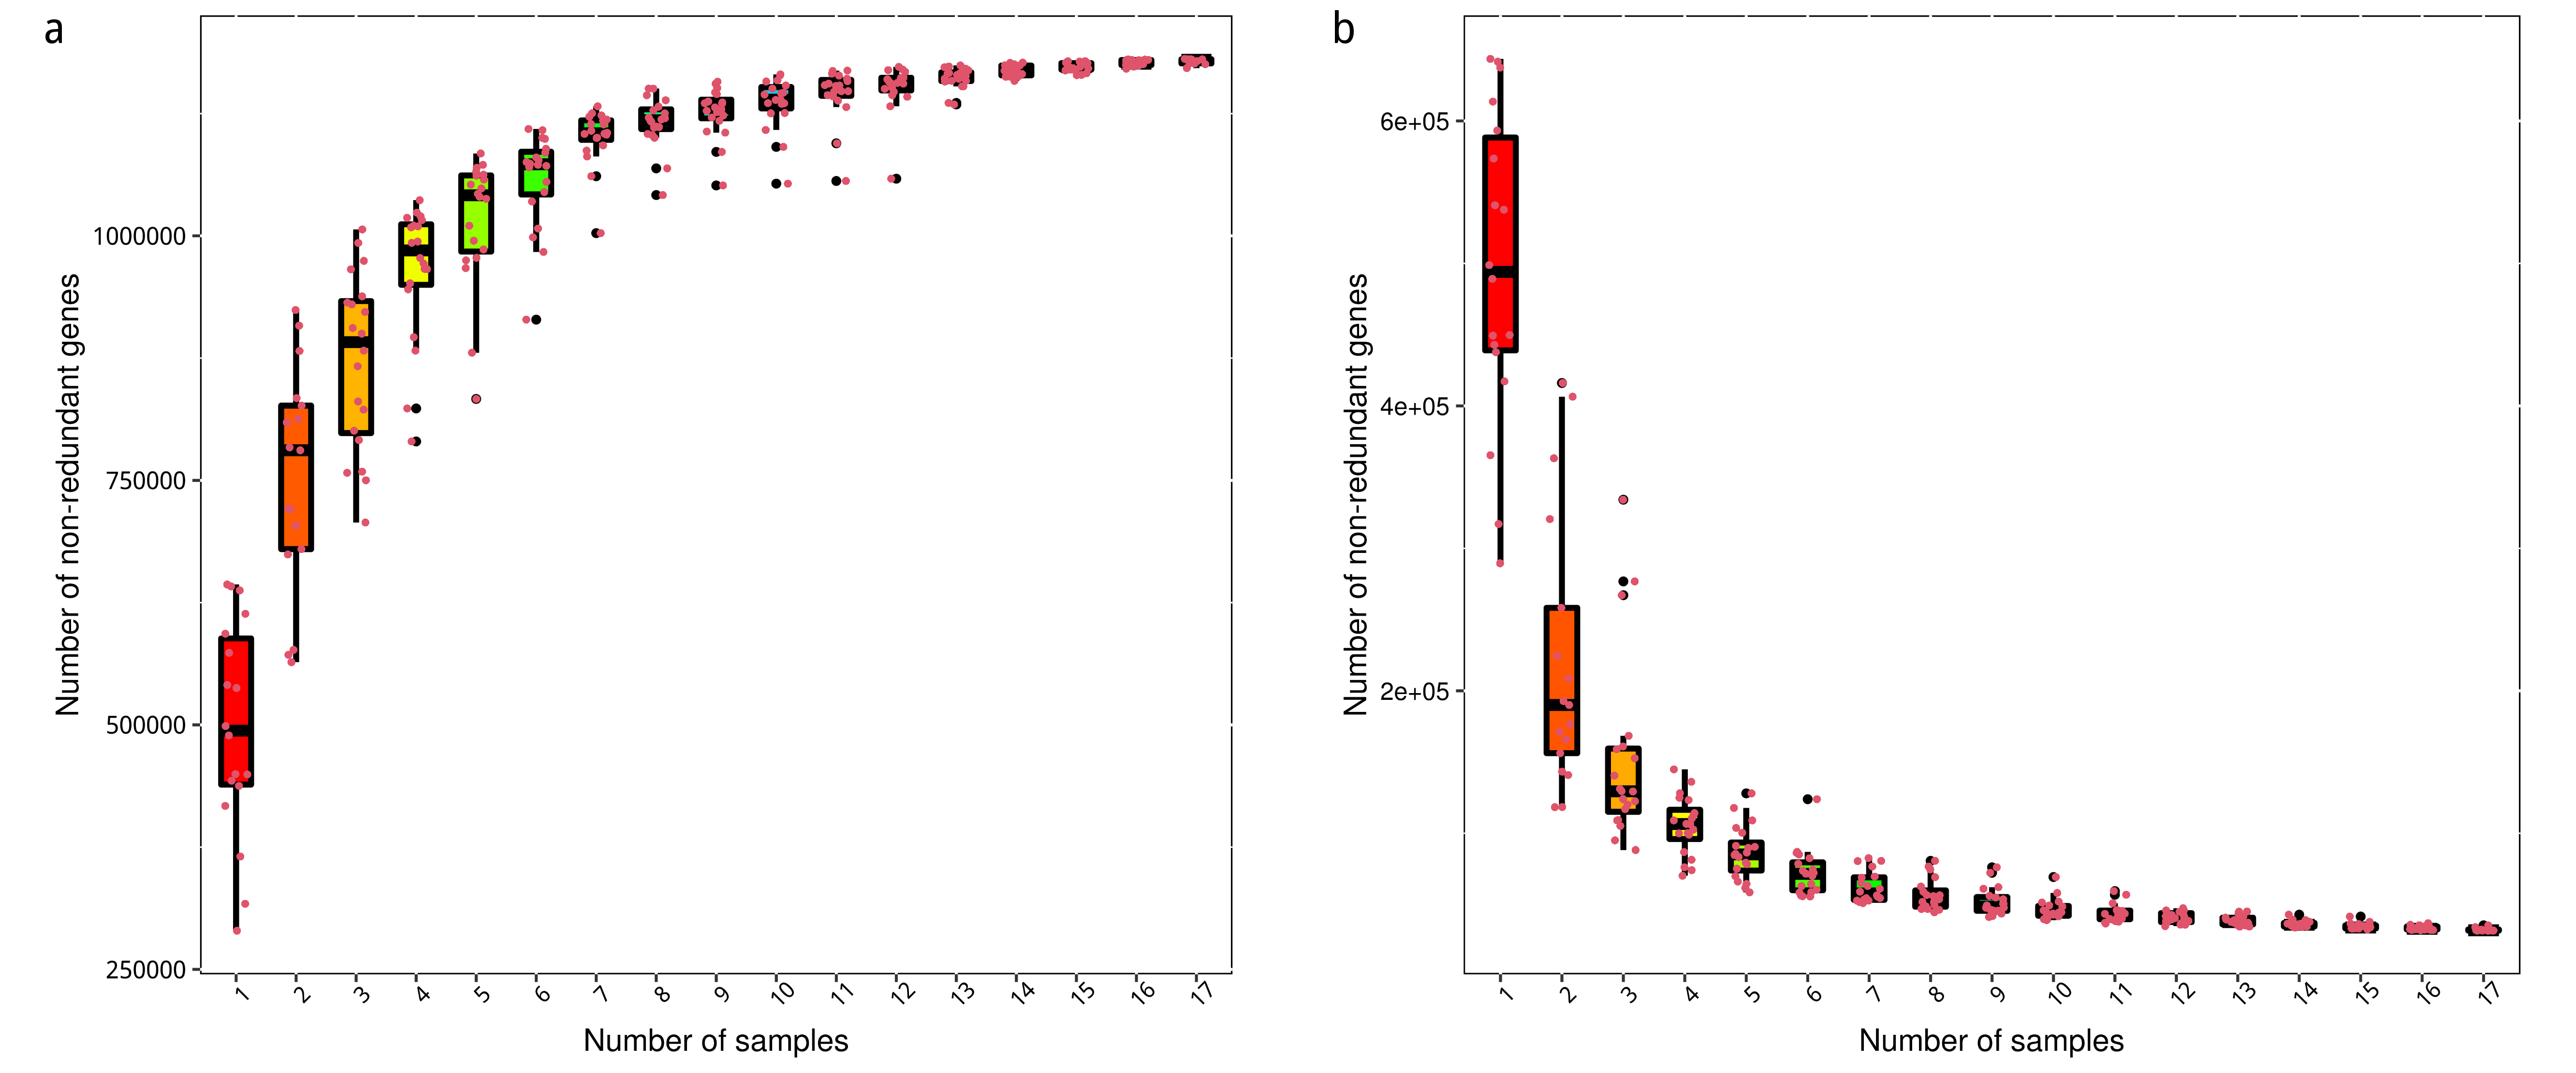 a
Number of non-redundant genes
1000000
750000
500000
250000
1 2 3 4 5 6 7 8 9 10 11 12 13 14 15 16 17
Number of samples
b
Number of non-redundant genes
6e+05
4e+05
2e+05
1 2 3 4 5 6 7 8 9 10 11 12 13 14 15 16 17
Number of samples